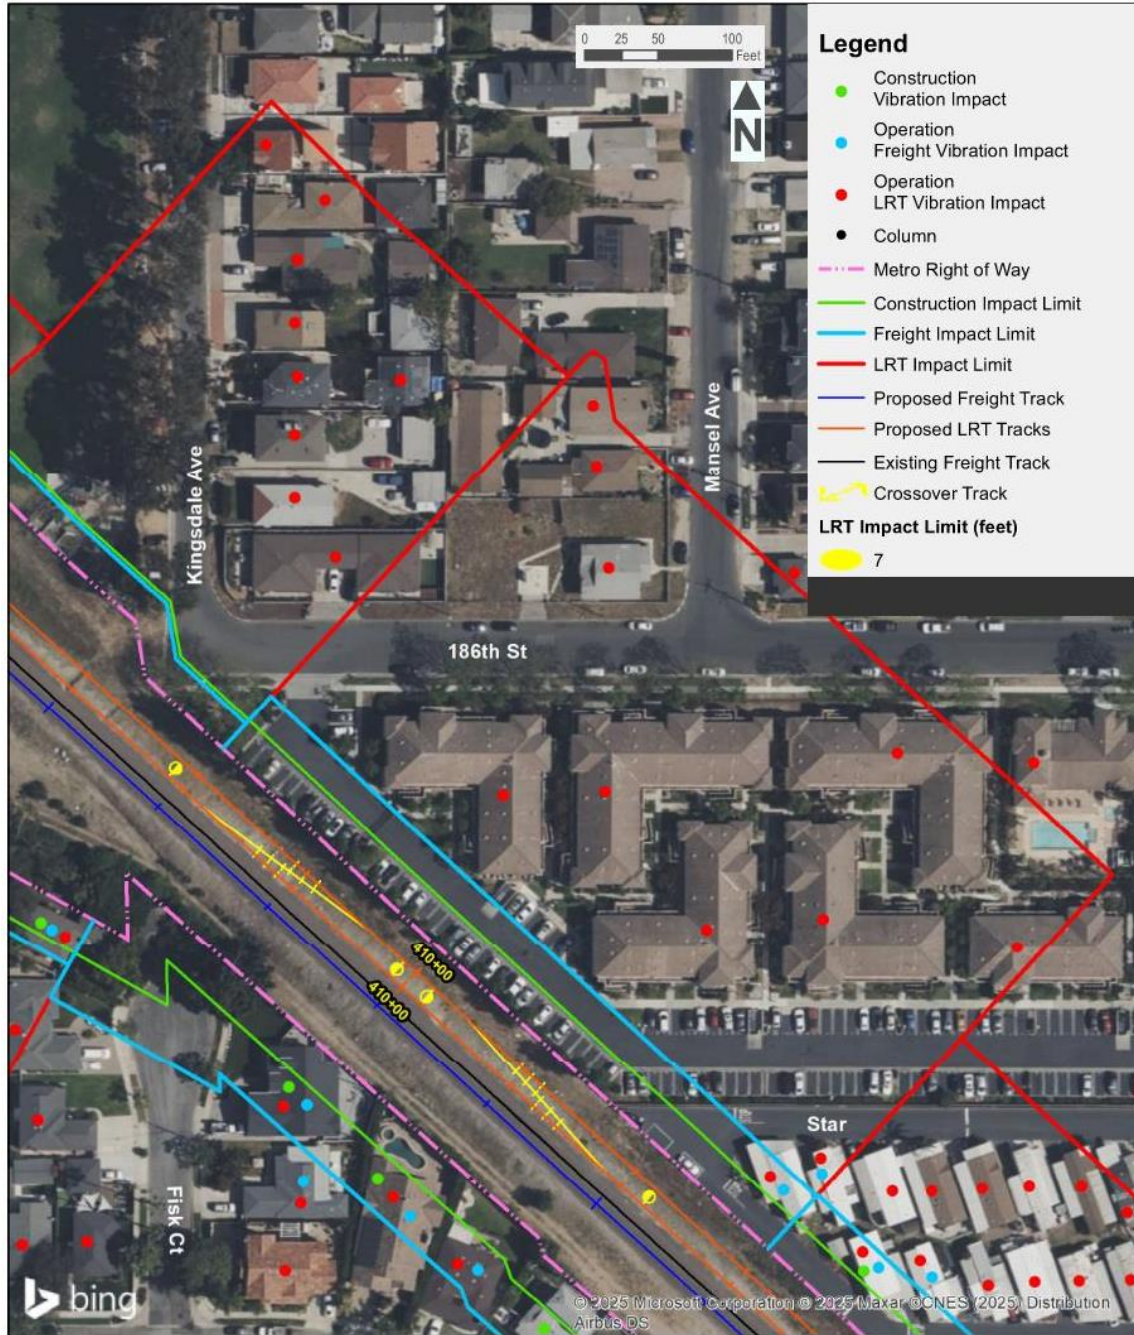 0 25 50 100
Feet
N
Legend
Construction
Vibration Impact
Operation
Freight Vibration Impact
Operation
LRT Vibration Impact
Column
Metro Right of Way
Construction Impact Limit
Freight Impact Limit
LRT Impact Limit
Proposed Freight Track
Proposed LRT Tracks
Existing Freight Track
Crossover Track
LRT Impact Limit (feet)
7
Kingsdale Ave
Mansel Ave
186th St
410+00
410+00
Star
Fisk Ct
bing
© 2025 Microsoft Corporation © 2025 Maxar ©CNES (2025) Distribution
Airbus DS